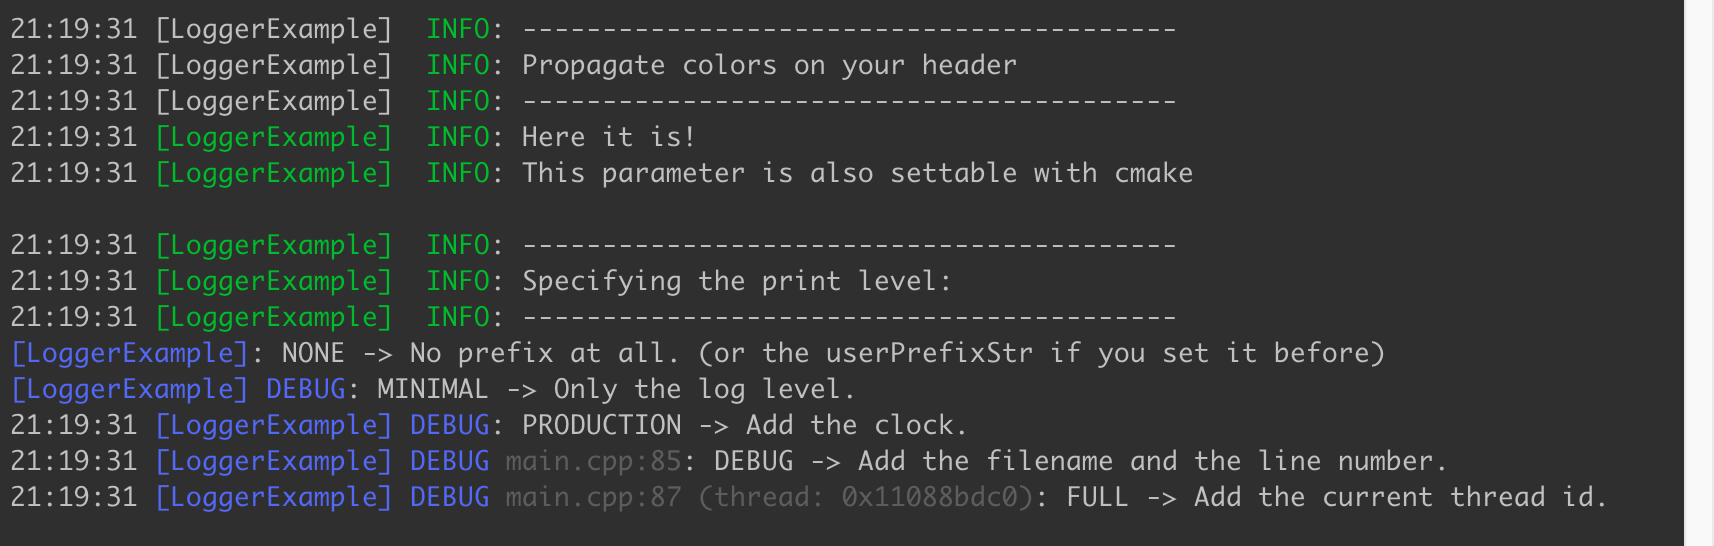 21:19:31 [LoggerExample]  INFO: -----------------------------------------
21:19:31 [LoggerExample]  INFO: Propagate colors on your header
21:19:31 [LoggerExample]  INFO: -----------------------------------------
21:19:31 [LoggerExample]  INFO: Here it is!
21:19:31 [LoggerExample]  INFO: This parameter is also settable with cmake
21:19:31 [LoggerExample]  INFO: -----------------------------------------
21:19:31 [LoggerExample]  INFO: Specifying the print level:
21:19:31 [LoggerExample]  INFO: -----------------------------------------
[LoggerExample]: NONE -> No prefix at all. (or the userPrefixStr if you set it before)
[LoggerExample] DEBUG: MINIMAL -> Only the log level.
21:19:31 [LoggerExample] DEBUG: PRODUCTION -> Add the clock.
21:19:31 [LoggerExample] DEBUG main.cpp:85: DEBUG -> Add the filename and the line number.
21:19:31 [LoggerExample] DEBUG main.cpp:87 (thread: 0x11088bdc0): FULL -> Add the current thread id.